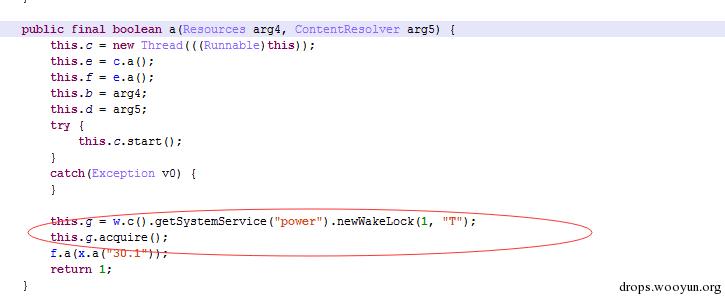 public final boolean a(Resources arg4, ContentResolver arg5) {
this.c = new Thread(((Runnable)this));
this.e = c.a();
this.f = e.a();
this.b = arg4;
this.d = arg5;
try {
this.c.start();
}
catch(Exception v0) {
}
this.g = w.c().getSystemService("power").newWakeLock(1, "T");
this.g.acquire();
f.a(x.a("30.1"));
return 1;
}
drops.wooyun.org